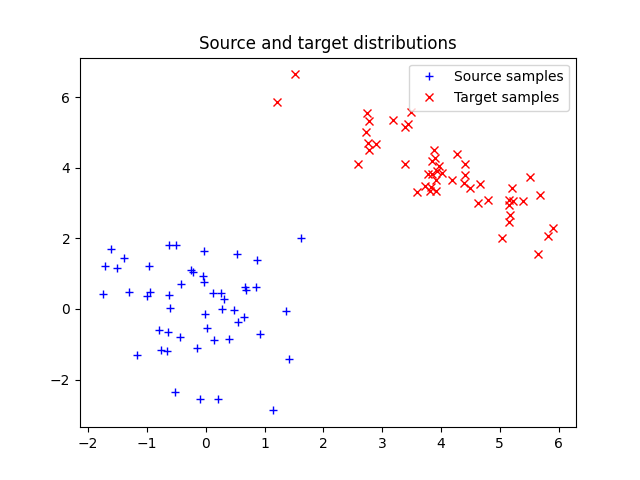 Source and target distributions
Source samples
Target samples
6
4
2
0
−2
−2 −1 0 1 2 3 4 5 6